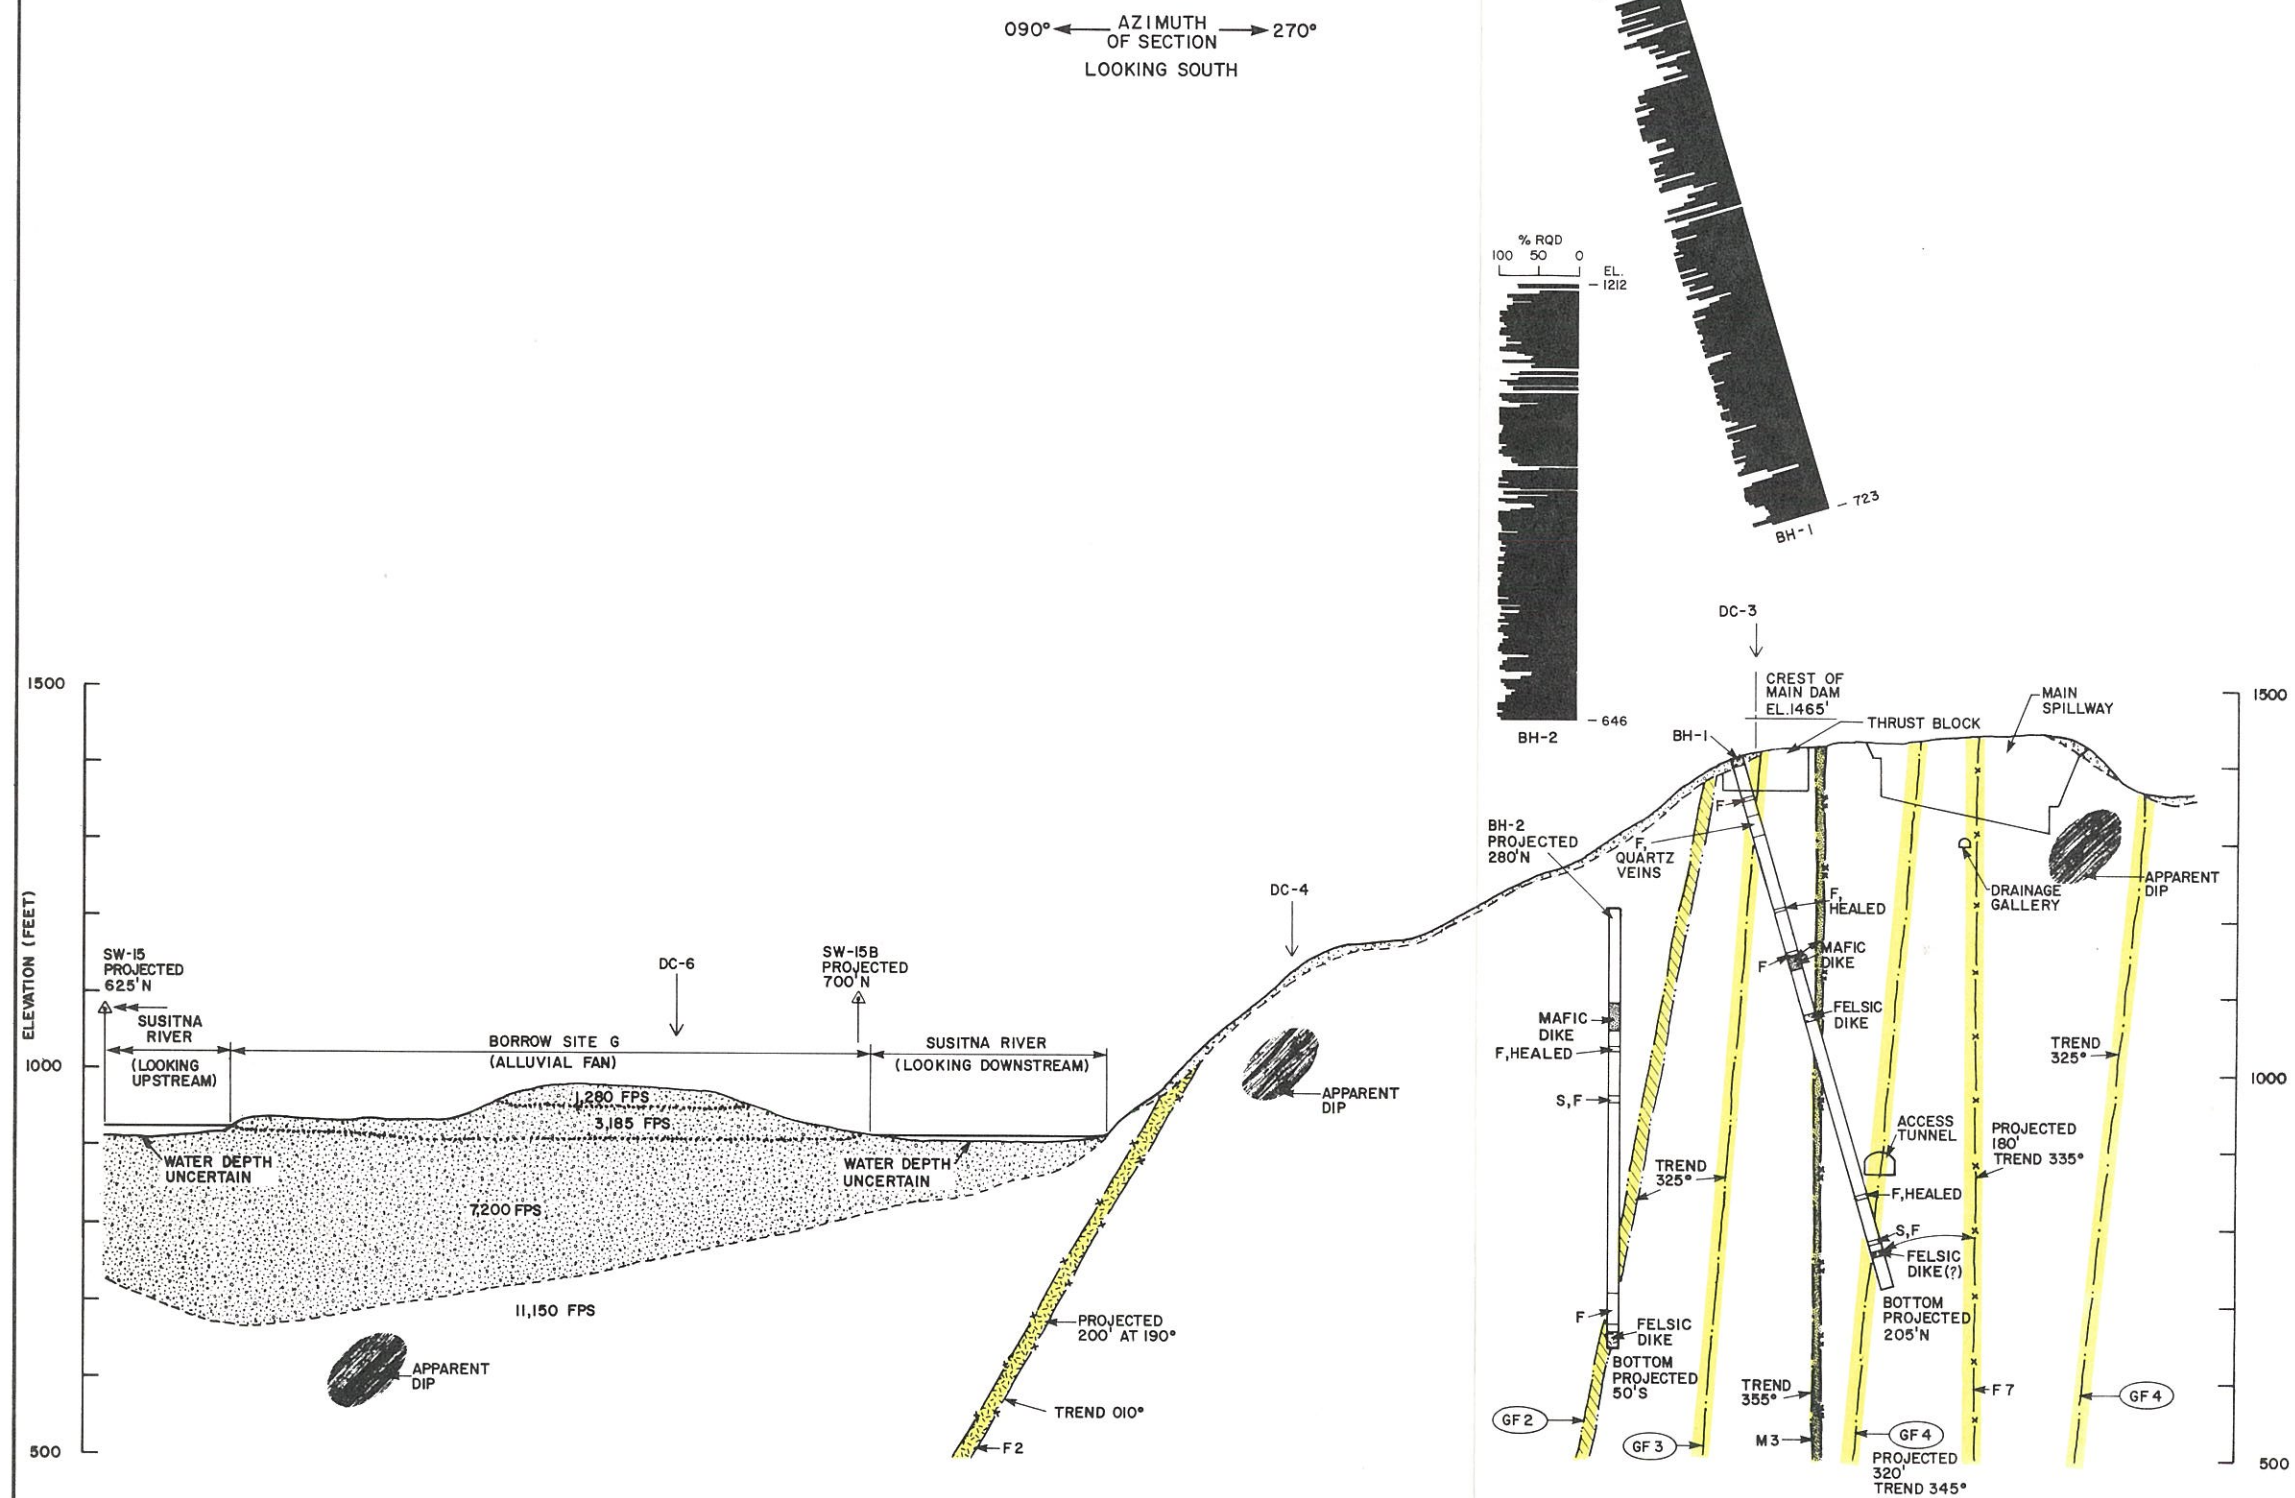 090° AZIMUTH 270°
OF SECTION
LOOKING SOUTH
% RQD
100 50 0
EL.
1212
646
BH-2
723
BH-1
DC-3
1500
1500
CREST OF
MAIN DAM
EL.1465'
MAIN
SPILLWAY
THRUST BLOCK
BH-1
F
BH-2
PROJECTED
280'N
F,
QUARTZ
VEINS
DC-4
F,
HEALED
DRAINAGE
GALLERY
APPARENT
DIP
ELEVATION (FEET)
SW-15
PROJECTED
625'N
DC-6
SW-15B
PROJECTED
700'N
MAFIC
DIKE
F
FELSIC
DIKE
SUSITNA
RIVER
(LOOKING
UPSTREAM)
BORROW SITE G
(ALLUVIAL FAN)
SUSITNA RIVER
(LOOKING DOWNSTREAM)
MAFIC
DIKE
F,HEALED
S,F
TREND
325°
1000
1000
1,280 FPS
3,185 FPS
APPARENT
DIP
WATER DEPTH
UNCERTAIN
WATER DEPTH
UNCERTAIN
7,200 FPS
TREND
325°
ACCESS
TUNNEL
PROJECTED
180'
TREND 335°
F,HEALED
S,F
FELSIC
DIKE(?)
BOTTOM
PROJECTED
205'N
11,150 FPS
PROJECTED
200' AT 190°
F
FELSIC
DIKE
BOTTOM
PROJECTED
50'S
APPARENT
DIP
TREND 010°
F2
TREND
355°
F7
GF4
GF2
GF3
M3
GF4
PROJECTED
320'
TREND 345°
500
500